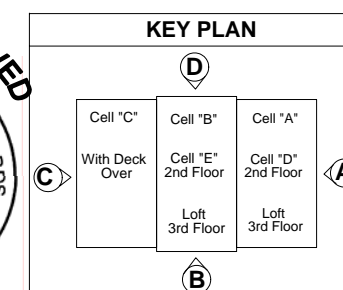 KEY PLAN
D
Cell "C"
Cell "B"
Cell "A"
With Deck
Over
Cell "E"
2nd Floor
Cell "D"
2nd Floor
C
A
Loft
3rd Floor
Loft
3rd Floor
B